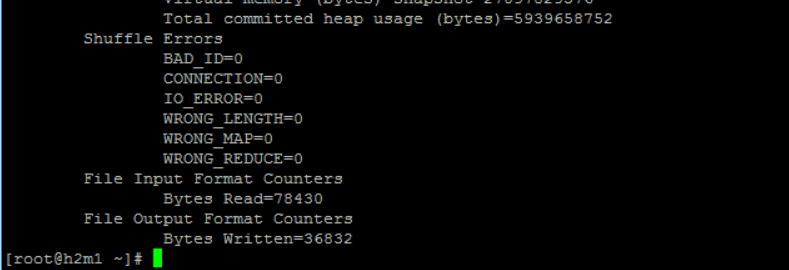 Total committed heap usage (bytes)=5939658752
Shuffle Errors
BAD_ID=0
CONNECTION=0
IO_ERROR=0
WRONG_LENGTH=0
WRONG_MAP=0
WRONG_REDUCE=0
File Input Format Counters
Bytes Read=78430
File Output Format Counters
Bytes Written=36832
[root@h2m1 ~]#